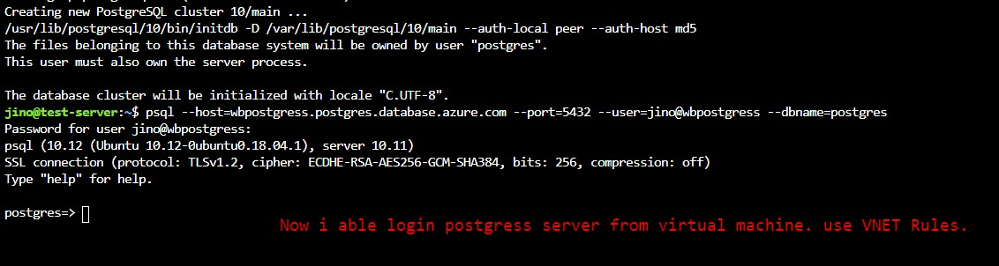 Creating new PostgreSQL cluster 10/main ...
/usr/lib/postgresql/10/bin/initdb -D /var/lib/postgresql/10/main --auth-local peer --auth-host md5
The files belonging to this database system will be owned by user "postgres".
This user must also own the server process.
The database cluster will be initialized with locale "C.UTF-8".
jino@test-server:~$ psql --host=wbpostgress.postgres.database.azure.com --port=5432 --user=jino@wbpostgress --dbname=postgres
Password for user jino@wbpostgress:
psql (10.12 (Ubuntu 10.12-0ubuntu0.18.04.1), server 10.11)
SSL connection (protocol: TLSv1.2, cipher: ECDHE-RSA-AES256-GCM-SHA384, bits: 256, compression: off)
Type "help" for help.
postgres=>
Now i able login postgress server from virtual machine. use VNET Rules.